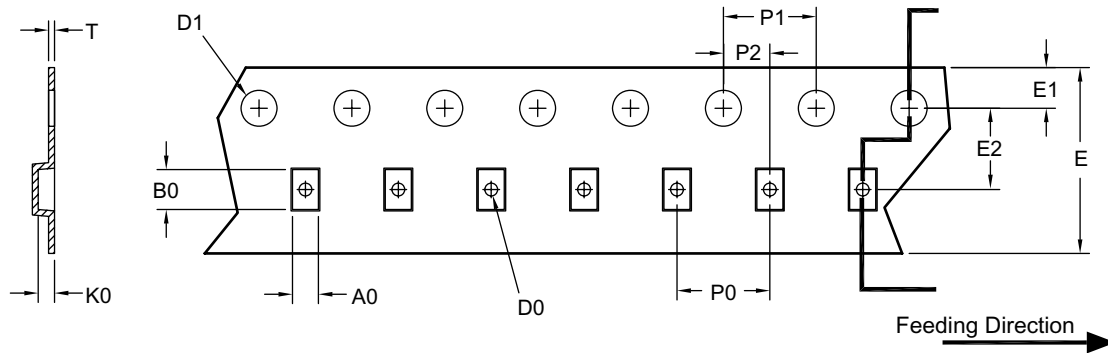 T
D1
P1
P2
E1
E2
E
B0
K0
A0
D0
P0
Feeding Direction